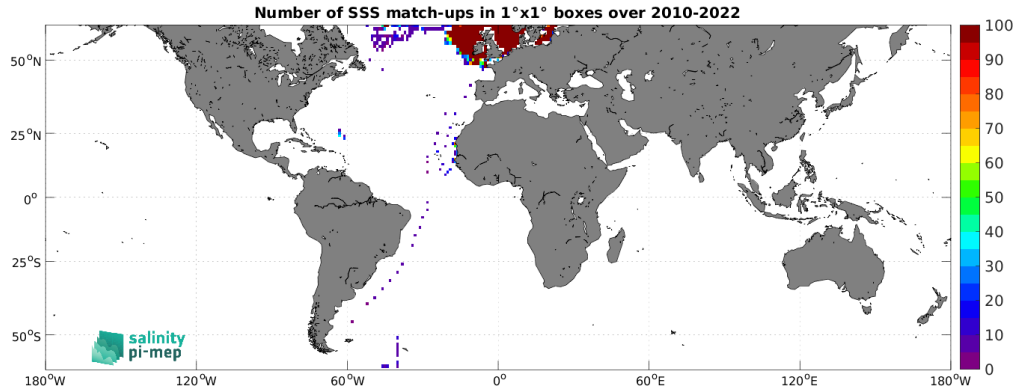 Number of SSS match-ups in 1°x1° boxes over 2010-2022
50°N
25°N
0°
25°S
50°S
180°W
120°W
60°W
0°
60°E
120°E
180°W
100
90
80
70
60
50
40
30
20
10
0
salinity
pi-mep